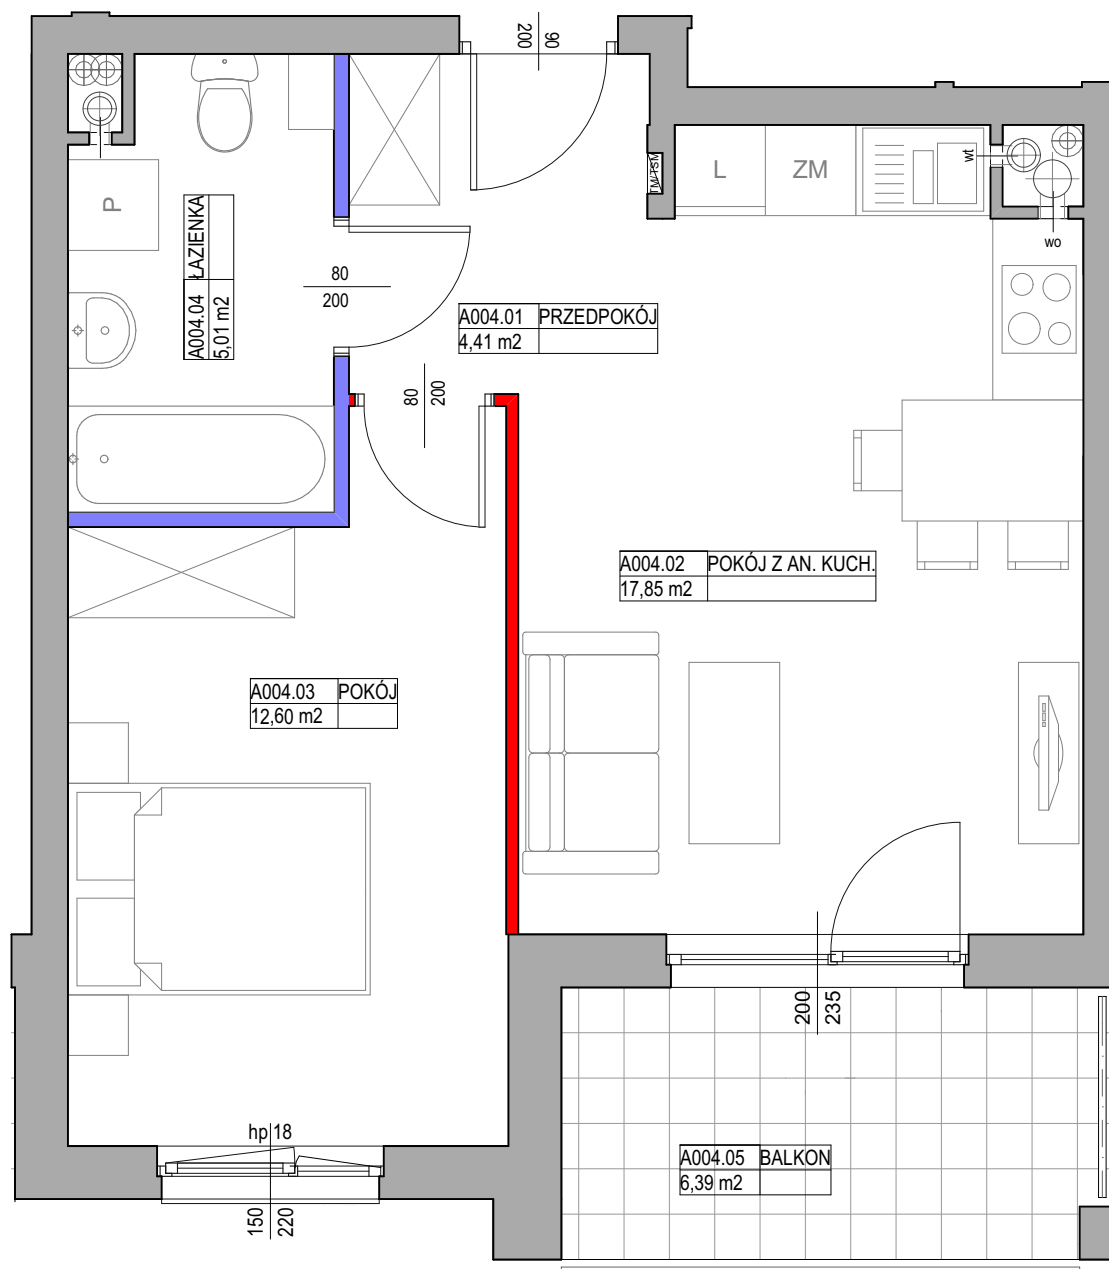 90
200
TM/TSM
L
ZM
wt
wo
P
A004.04 ŁAZIENKA
5,01 m2
80
200
A004.01 PRZEDPOKÓJ
4,41 m2
80
200
A004.02 POKÓJ Z AN. KUCH.
17,85 m2
A004.03 POKÓJ
12,60 m2
200
235
hp 18
150
220
A004.05 BALKON
6,39 m2